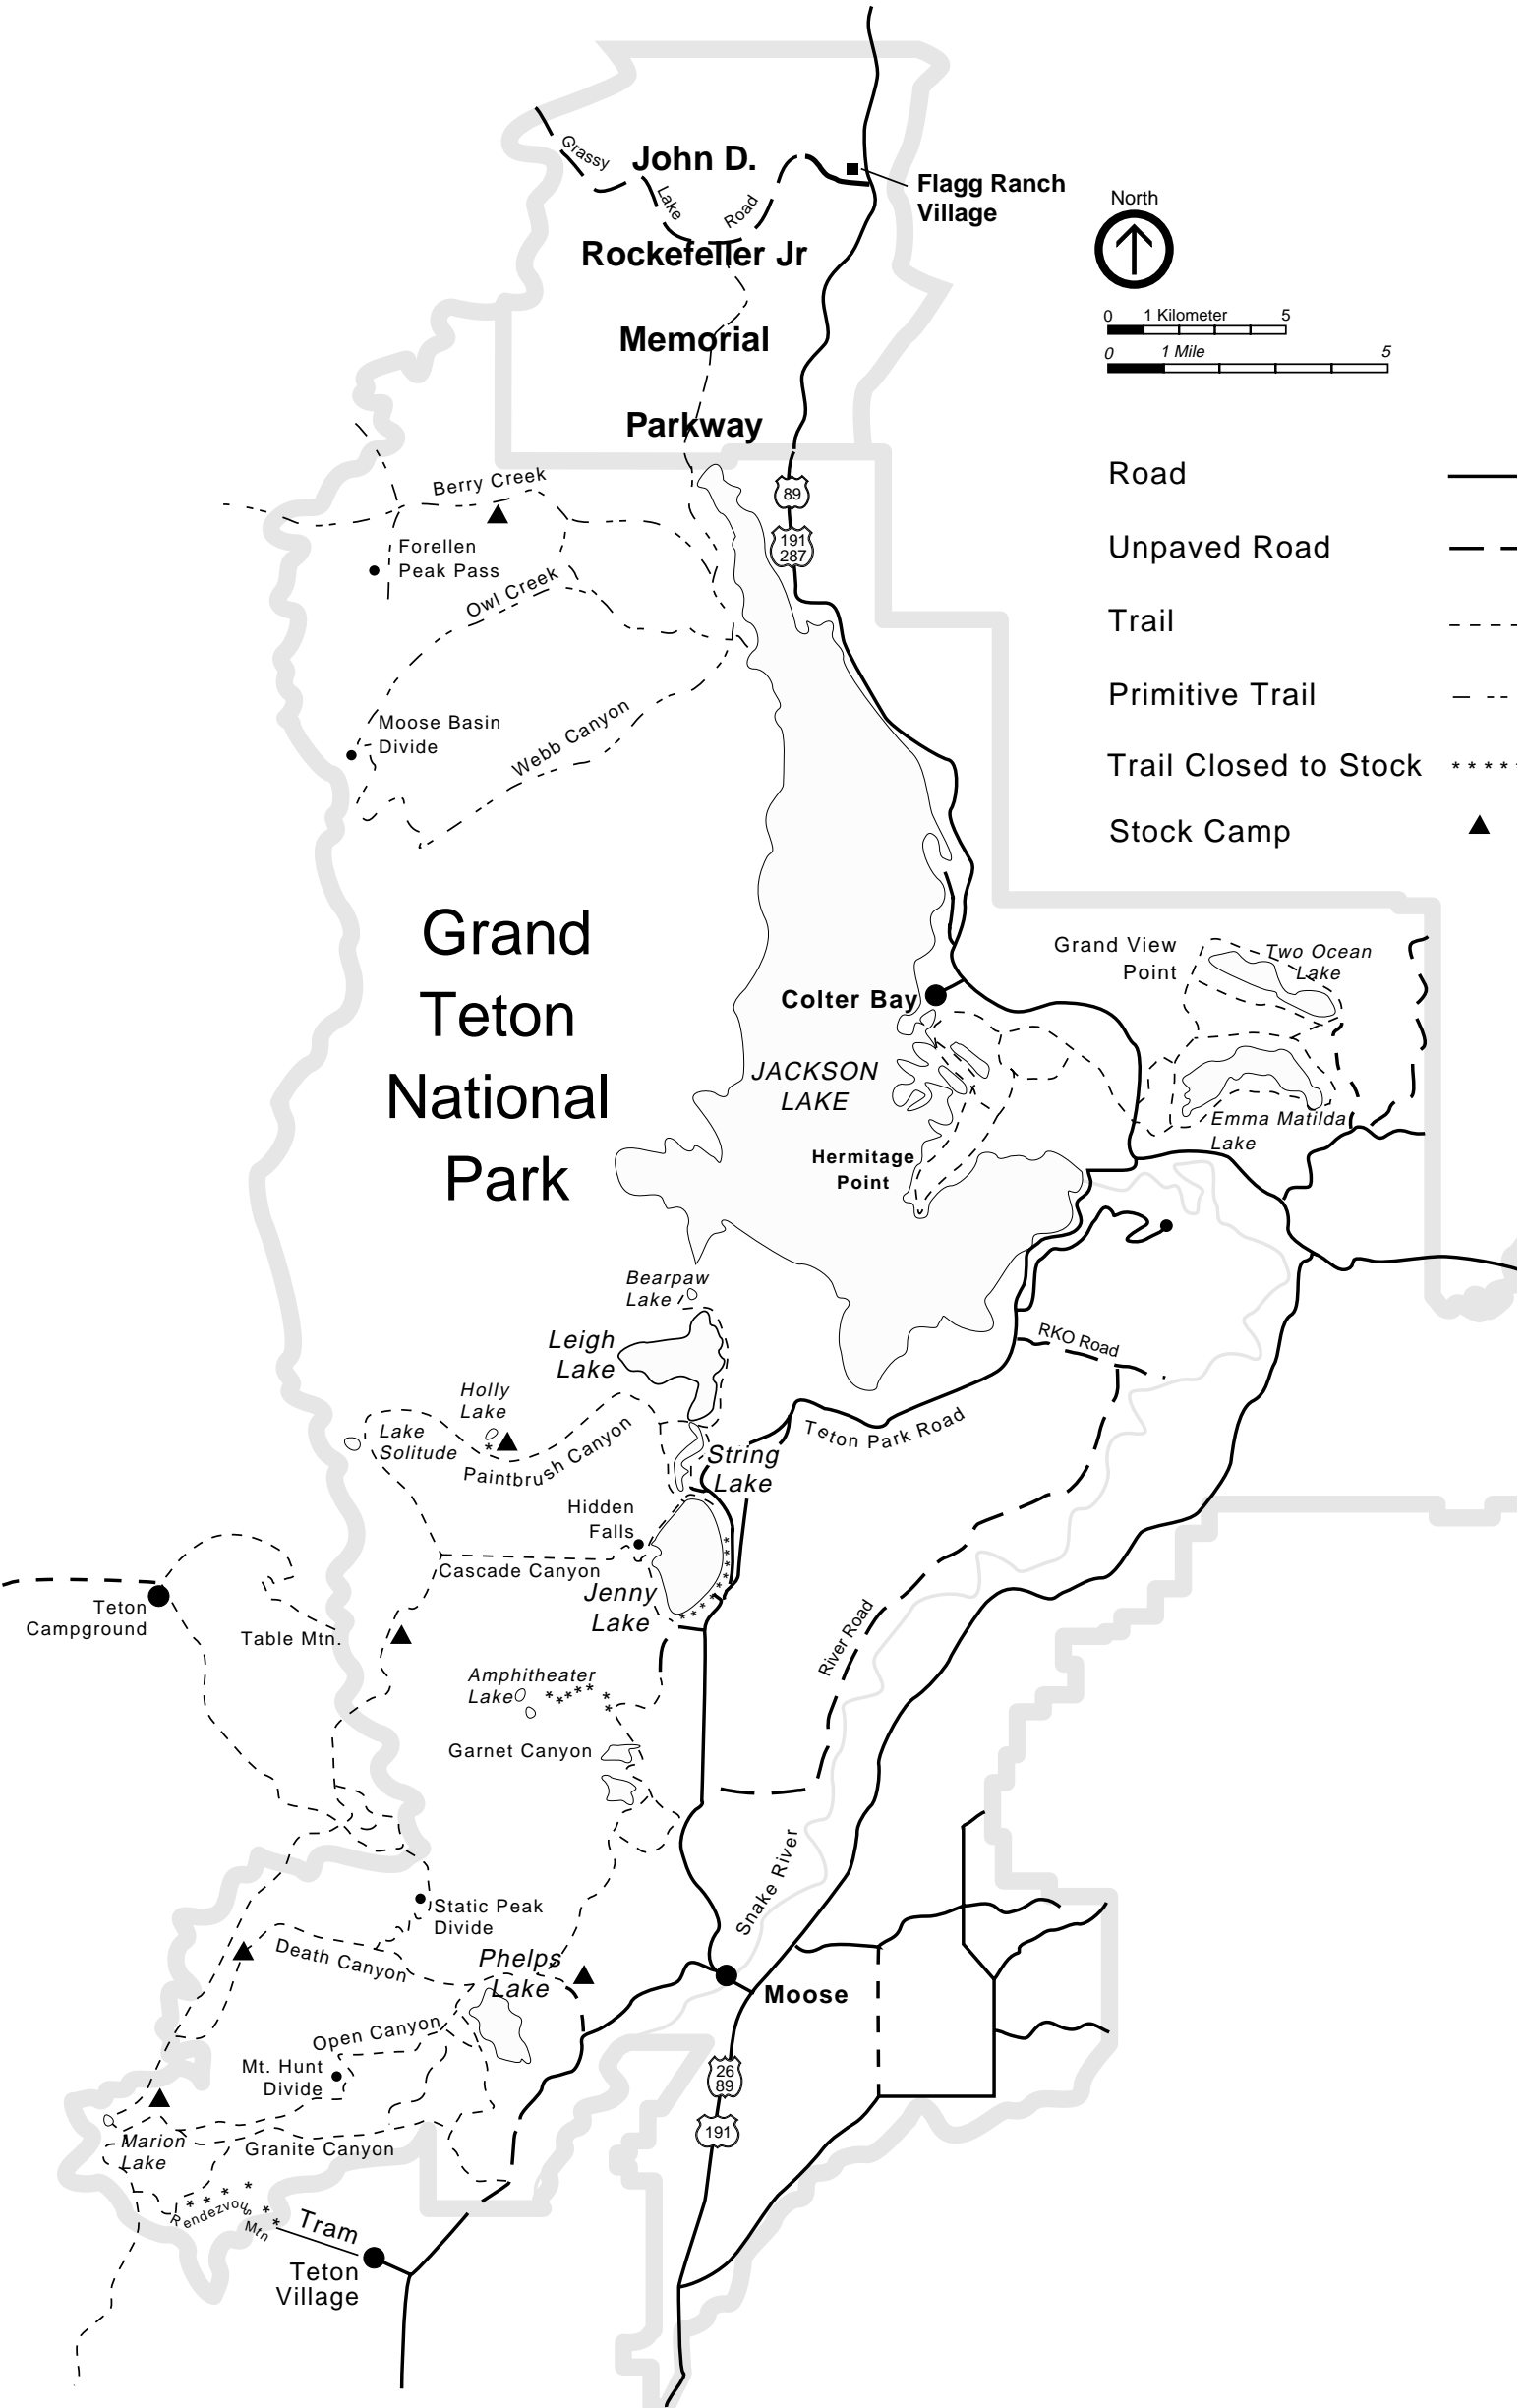 Grassy
Lake
Road
John D.
Rockefeller Jr
Memorial
Parkway
Flagg Ranch
Village
North
0 1 Kilometer 5
0 1 Mile 5
Road
Unpaved Road
Trail
Primitive Trail
Trail Closed to Stock
Stock Camp
89
191
287
Berry Creek
Forellen
Peak Pass
Owl Creek
Moose Basin
Divide
Webb Canyon
Grand
Teton
National
Park
Grand View
Point
Two Ocean
Lake
Colter Bay
JACKSON
LAKE
Emma Matilda
Lake
Hermitage
Point
Bearpaw
Lake
Leigh
Lake
RKO Road
Holly
Lake
Lake
Solitude
Paintbrush Canyon
Teton Park Road
String
Lake
Hidden
Falls
Cascade Canyon
Jenny
Lake
Teton
Campground
Table Mtn.
River Road
Amphitheater
Lake
Garnet Canyon
Snake River
Static Peak
Divide
Death Canyon
Phelps
Lake
Moose
Open Canyon
Mt. Hunt
Divide
26
89
191
Marion
Lake
Granite Canyon
Rendezvous
Mtn
Tram
Teton
Village